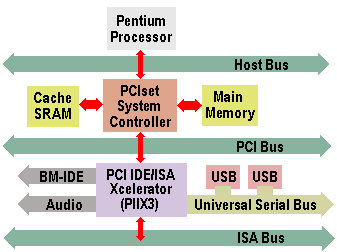 Pentium
Processor
Host Bus
Cache
SRAM
PCIset
System
Controller
Main
Memory
PCI Bus
BM-IDE
Audio
PCI IDE/ISA
Xcelerator
(PIIX3)
USB
USB
Universal Serial Bus
ISA Bus